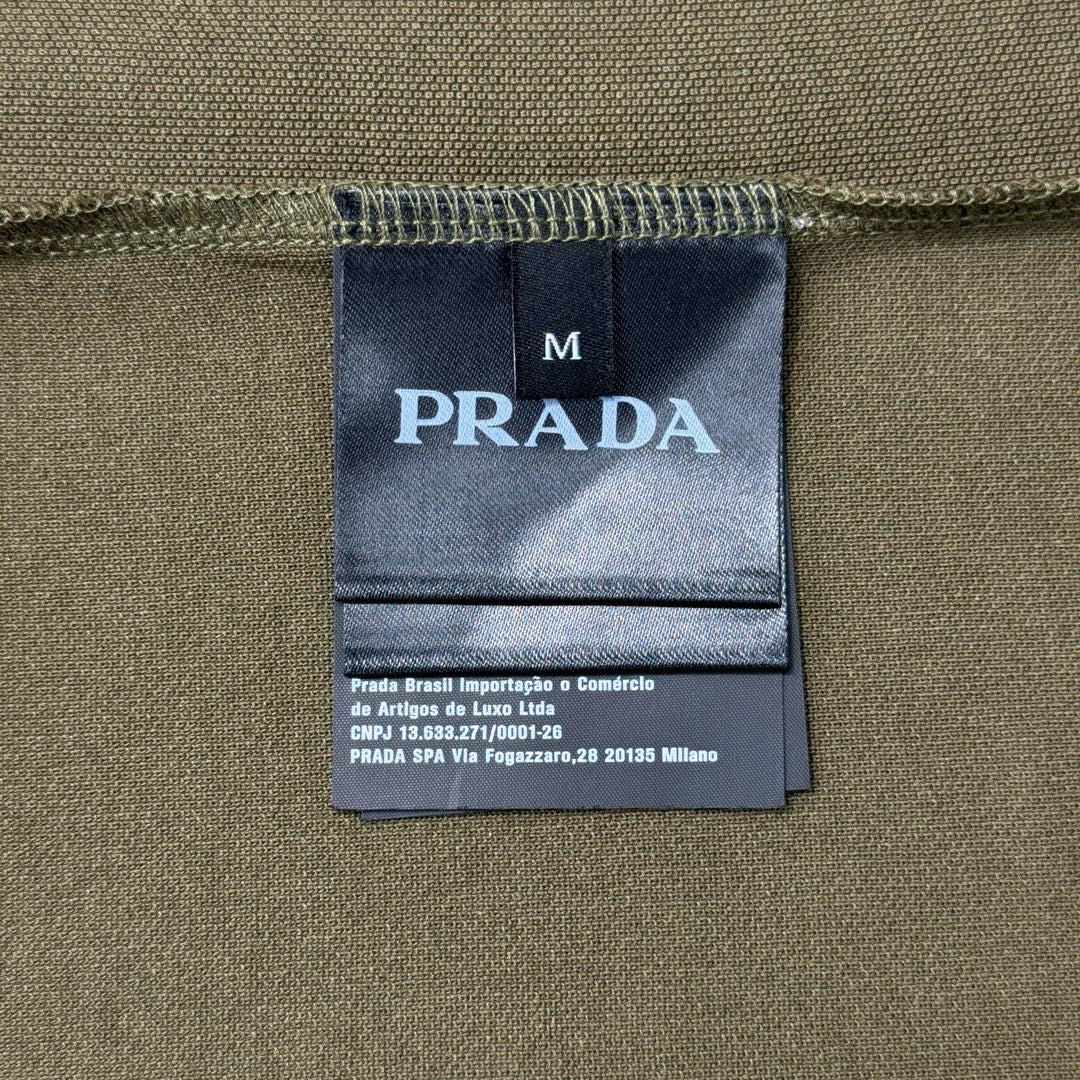 M
PRADA
Prada Brasil Importação o Comércio
de Artigos de Luxo Ltda
CNPJ 13.633.271/0001-26
PRADA SPA Via Fogazzaro,28 20135 Milano